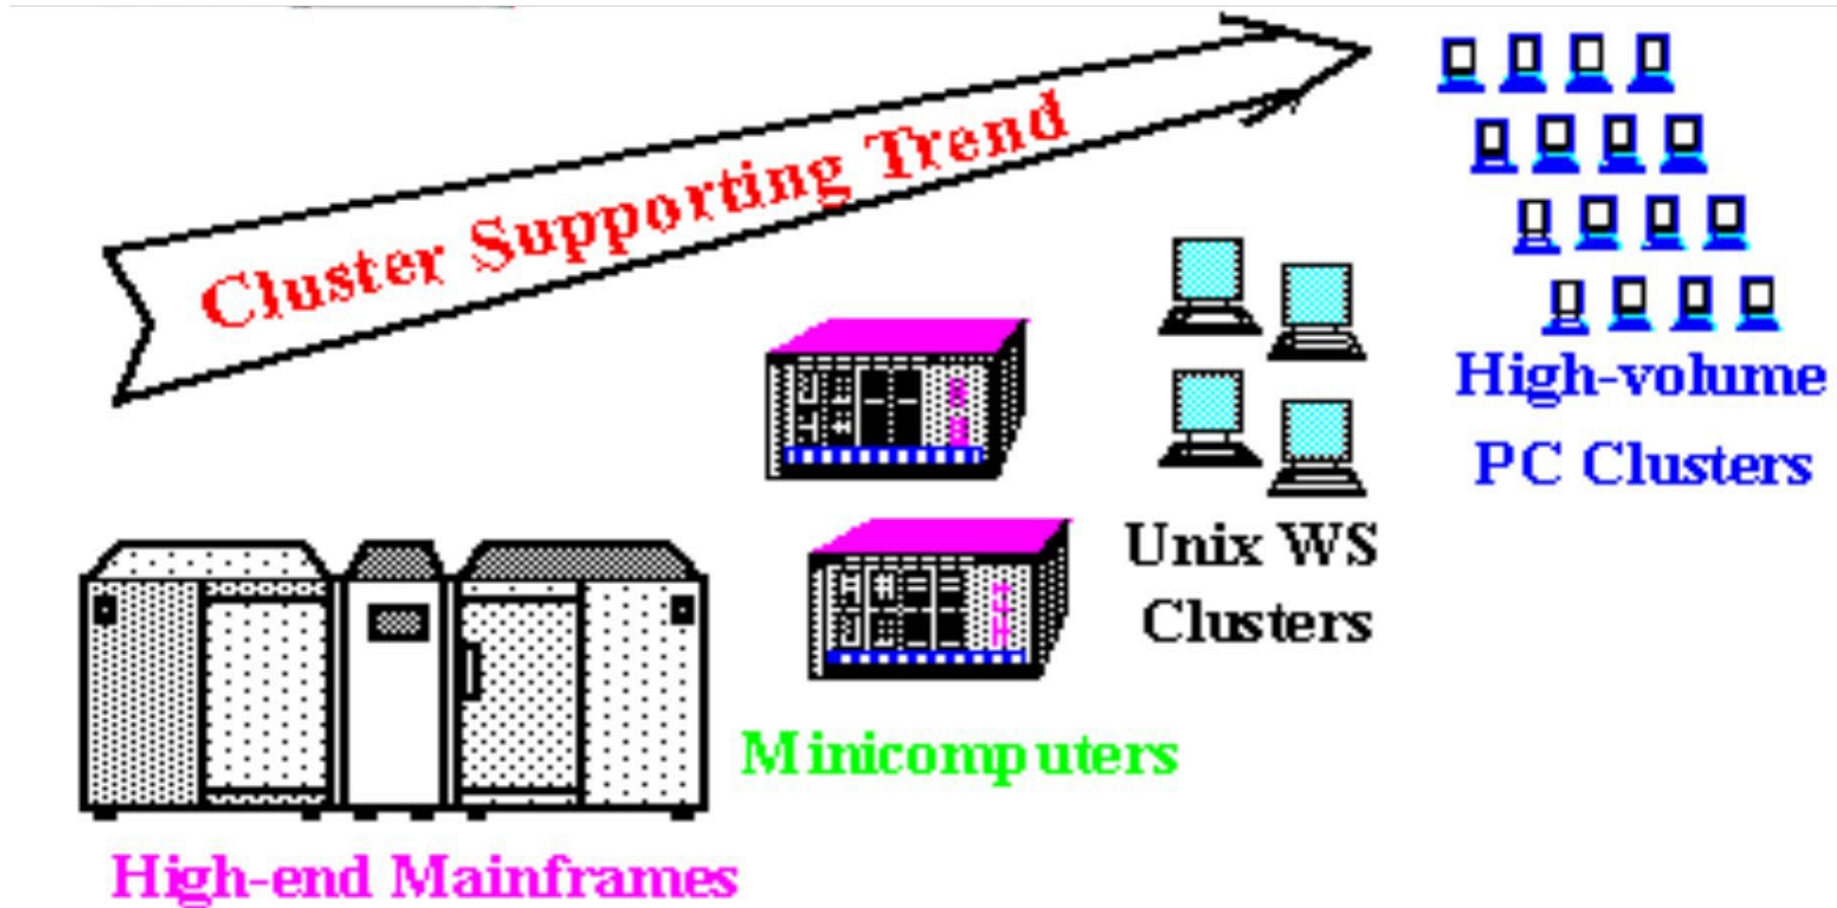 Cluster Supporting Trend
High-volume
PC Clusters
Unix WS
Clusters
Minicomputers
High-end Mainframes